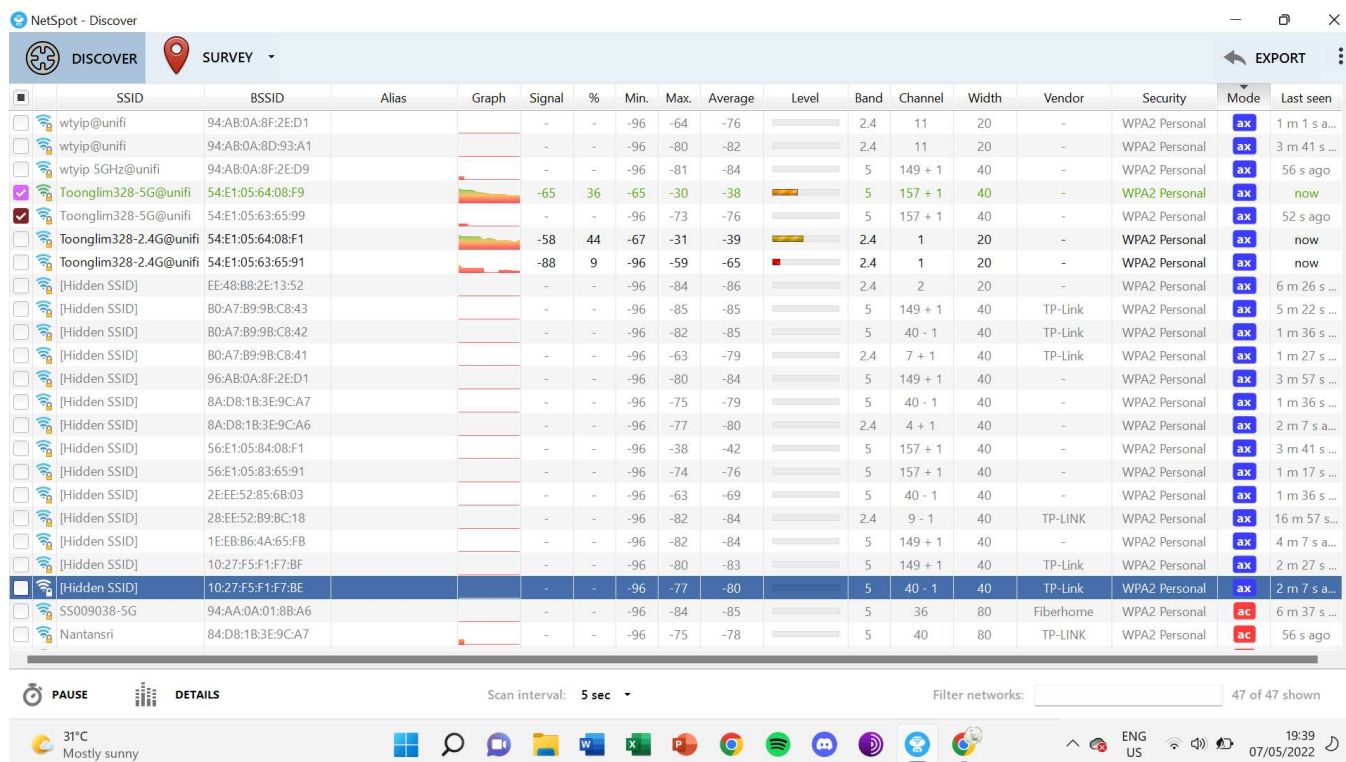 NetSpot - Discover
DISCOVER SURVEY EXPORT
SSID BSSID Alias Graph Signal % Min. Max. Average Level Band Channel Width Vendor Security Mode Last seen
wtyip@unifi 94:AB:0A:8F:2E:D1 - - -96 -64 -76 2.4 11 20 - WPA2 Personal ax 1 m 1 s a...
wtyip@unifi 94:AB:0A:8D:93:A1 - - -96 -80 -82 2.4 11 20 - WPA2 Personal ax 3 m 41 s ...
wtyip 5GHz@unifi 94:AB:0A:8F:2E:D9 - - -96 -81 -84 5 149 + 1 40 - WPA2 Personal ax 56 s ago
Toonglim328-5G@unifi 54:E1:05:64:08:F9 -65 36 -65 -30 -38 5 157 + 1 40 - WPA2 Personal ax now
Toonglim328-5G@unifi 54:E1:05:63:65:99 - - -96 -73 -76 5 157 + 1 40 - WPA2 Personal ax 52 s ago
Toonglim328-2.4G@unifi 54:E1:05:64:08:F1 -58 44 -67 -31 -39 2.4 1 20 - WPA2 Personal ax now
Toonglim328-2.4G@unifi 54:E1:05:63:65:91 -88 9 -96 -59 -65 2.4 1 20 - WPA2 Personal ax now
[Hidden SSID] EE:48:B8:2E:13:52 - - -96 -84 -86 2.4 2 20 - WPA2 Personal ax 6 m 26 s ...
[Hidden SSID] B0:A7:B9:9B:C8:43 - - -96 -85 -85 5 149 + 1 40 TP-Link WPA2 Personal ax 5 m 22 s ...
[Hidden SSID] B0:A7:B9:9B:C8:42 - - -96 -82 -85 5 40 - 1 40 TP-Link WPA2 Personal ax 1 m 36 s ...
[Hidden SSID] B0:A7:B9:9B:C8:41 - - -96 -63 -79 2.4 7 + 1 40 TP-Link WPA2 Personal ax 1 m 27 s ...
[Hidden SSID] 96:AB:0A:8F:2E:D1 - - -96 -80 -84 5 149 + 1 40 - WPA2 Personal ax 3 m 57 s ...
[Hidden SSID] 8A:D8:1B:3E:9C:A7 - - -96 -75 -79 5 40 - 1 40 - WPA2 Personal ax 1 m 36 s ...
[Hidden SSID] 8A:D8:1B:3E:9C:A6 - - -96 -77 -80 2.4 4 + 1 40 - WPA2 Personal ax 2 m 7 s a...
[Hidden SSID] 56:E1:05:84:08:F1 - - -96 -38 -42 5 157 + 1 40 - WPA2 Personal ax 3 m 41 s ...
[Hidden SSID] 56:E1:05:83:65:91 - - -96 -74 -76 5 157 + 1 40 - WPA2 Personal ax 1 m 17 s ...
[Hidden SSID] 2E:EE:52:85:6B:03 - - -96 -63 -69 5 40 - 1 40 - WPA2 Personal ax 1 m 36 s ...
[Hidden SSID] 28:EE:52:B9:BC:18 - - -96 -82 -84 2.4 9 - 1 40 TP-LINK WPA2 Personal ax 16 m 57 s...
[Hidden SSID] 1E:EB:B6:4A:65:FB - - -96 -82 -84 5 149 + 1 40 - WPA2 Personal ax 4 m 7 s a...
[Hidden SSID] 10:27:F5:F1:F7:BF - - -96 -80 -83 5 149 + 1 40 TP-Link WPA2 Personal ax 2 m 27 s ...
[Hidden SSID] 10:27:F5:F1:F7:BE - - -96 -77 -80 5 40 - 1 40 TP-Link WPA2 Personal ax 2 m 7 s a...
SS009038-5G 94:AA:0A:01:8B:A6 - - -96 -84 -85 5 36 80 Fiberhome WPA2 Personal ac 6 m 37 s ...
Nantansri 84:D8:1B:3E:9C:A7 - - -96 -75 -78 5 40 80 TP-LINK WPA2 Personal ac 56 s ago
PAUSE DETAILS Scan interval: 5 sec Filter networks: 47 of 47 shown
31°C
Mostly sunny
ENG
US
19:39
07/05/2022